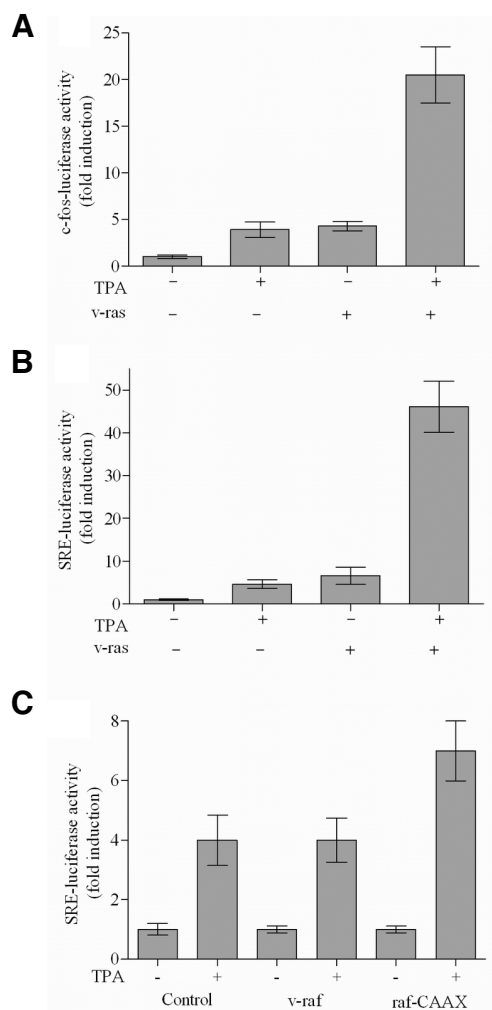 A
c-fos-luciferase activity
(fold induction)
25
20
15
10
5
0
TPA – + – +
v-ras – – + +
B
SRE-luciferase activity
(fold induction)
50
40
30
20
10
0
TPA – + – +
v-ras – – + +
C
SRE-luciferase activity
(fold induction)
8
6
4
2
0
TPA - + - + - +
Control v-raf raf-CAAX